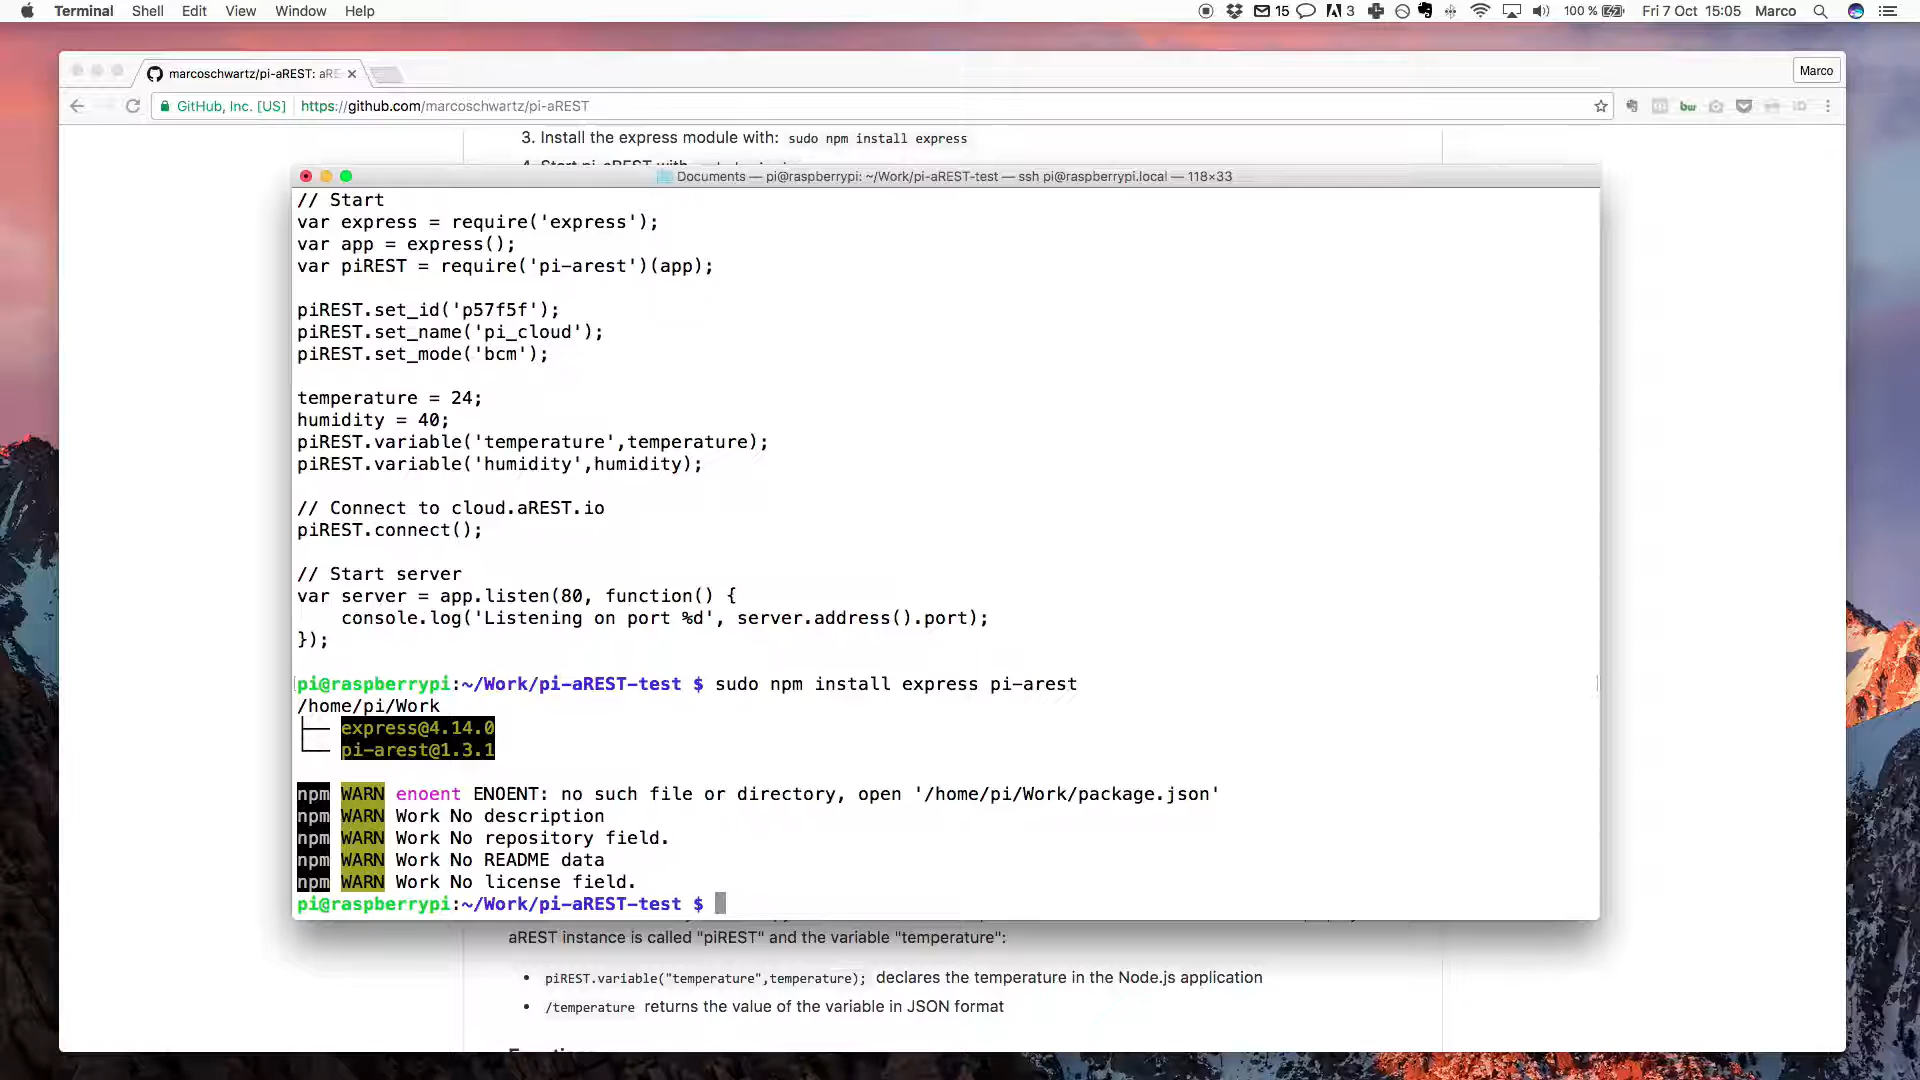 Terminal Shell Edit View Window Help 15 3 100 % Fri 7 Oct 15:05 Marco
marcoschwartz/pi-aREST: aRE
Marco
GitHub, Inc. [US] https://github.com/marcoschwartz/pi-aREST
3. Install the express module with: sudo npm install express
4. Start pi-aREST with
Documents — pi@raspberrypi: ~/Work/pi-aREST-test — ssh pi@raspberrypi.local — 118×33
// Start
var express = require('express');
var app = express();
var piREST = require('pi-arest')(app);
piREST.set_id('p57f5f');
piREST.set_name('pi_cloud');
piREST.set_mode('bcm');
temperature = 24;
humidity = 40;
piREST.variable('temperature',temperature);
piREST.variable('humidity',humidity);
// Connect to cloud.aREST.io
piREST.connect();
// Start server
var server = app.listen(80, function() {
    console.log('Listening on port %d', server.address().port);
});
pi@raspberrypi:~/Work/pi-aREST-test $ sudo npm install express pi-arest
/home/pi/Work
├── express@4.14.0
└── pi-arest@1.3.1
npm WARN enoent ENOENT: no such file or directory, open '/home/pi/Work/package.json'
npm WARN Work No description
npm WARN Work No repository field.
npm WARN Work No README data
npm WARN Work No license field.
pi@raspberrypi:~/Work/pi-aREST-test $
aREST instance is called "piREST" and the variable "temperature":
• piREST.variable("temperature",temperature); declares the temperature in the Node.js application
• /temperature returns the value of the variable in JSON format